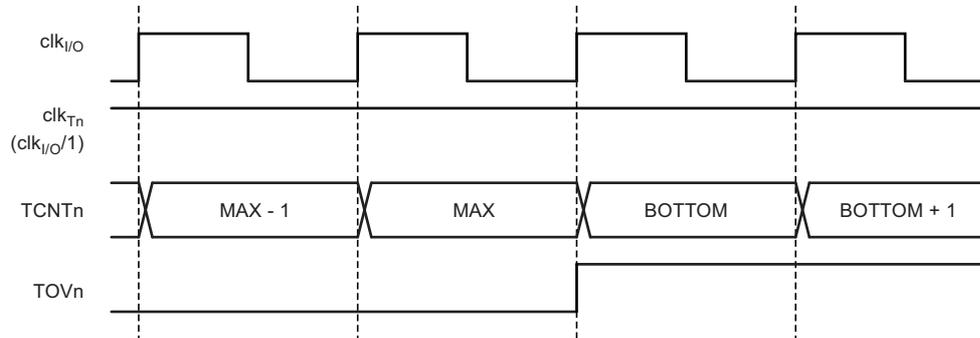 clkI/O
clkTn
(clkI/O/1)
TCNTn MAX - 1 MAX BOTTOM BOTTOM + 1
TOVn